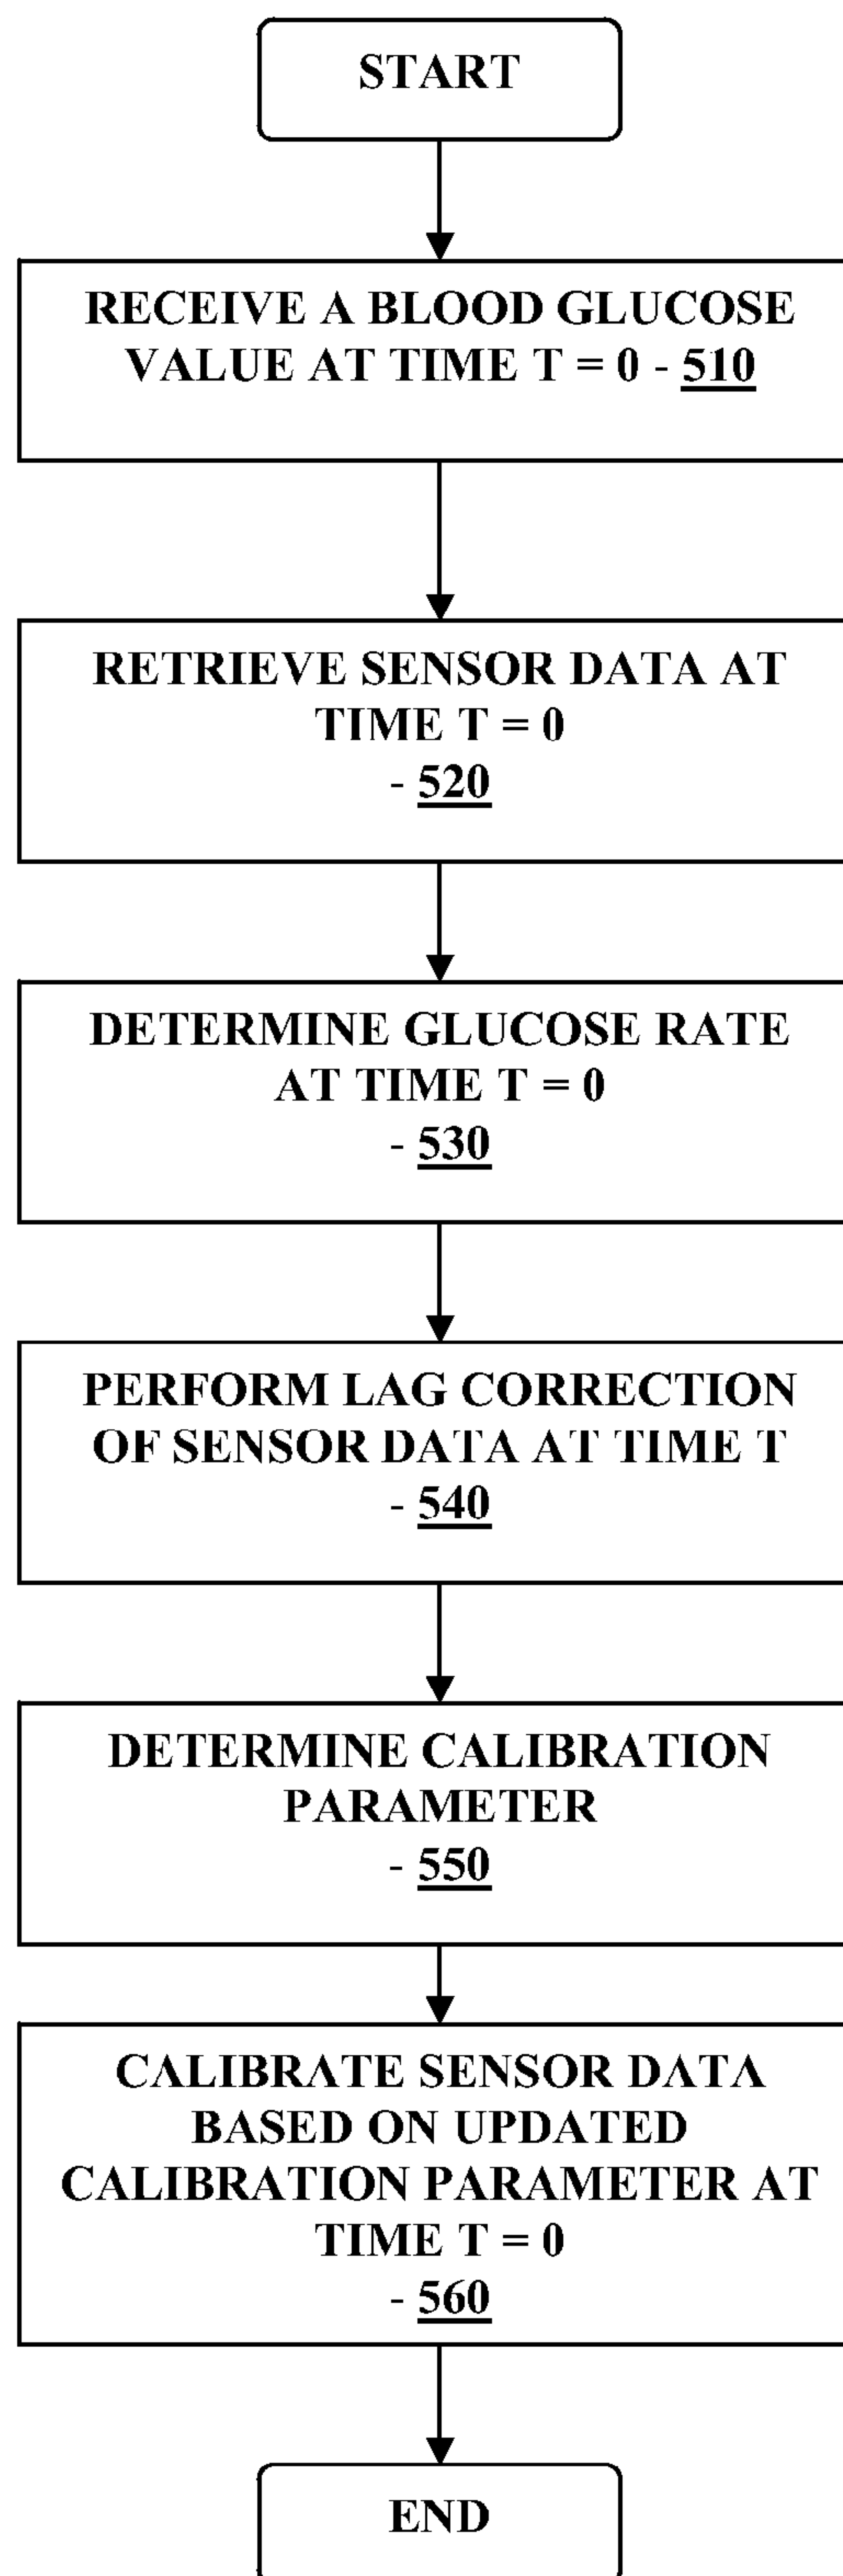 START
RECEIVE A BLOOD GLUCOSE
VALUE AT TIME T = 0 - 510
RETRIEVE SENSOR DATA AT
TIME T = 0
- 520
DETERMINE GLUCOSE RATE
AT TIME T = 0
- 530
PERFORM LAG CORRECTION
OF SENSOR DATA AT TIME T
- 540
DETERMINE CALIBRATION
PARAMETER
- 550
CALIBRATE SENSOR DATA
BASED ON UPDATED
CALIBRATION PARAMETER AT
TIME T = 0
- 560
END